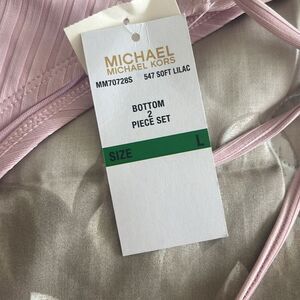 MICHAEL
MICHAEL KORS
MM70728S 547 SOFT LILAC
BOTTOM
2
PIECE SET
SIZE L